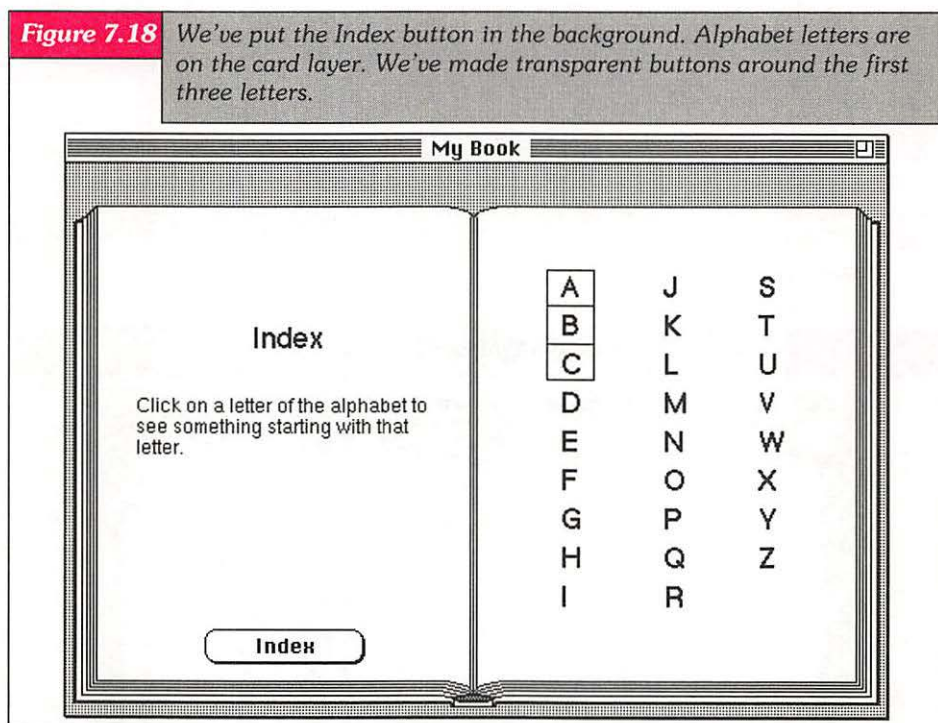 Figure 7.18
We've put the Index button in the background. Alphabet letters are
on the card layer. We've made transparent buttons around the first
three letters.
My Book
Index
Click on a letter of the alphabet to
see something starting with that
letter.
Index
A J S
B K T
C L U
D M V
E N W
F O X
G P Y
H Q Z
I R